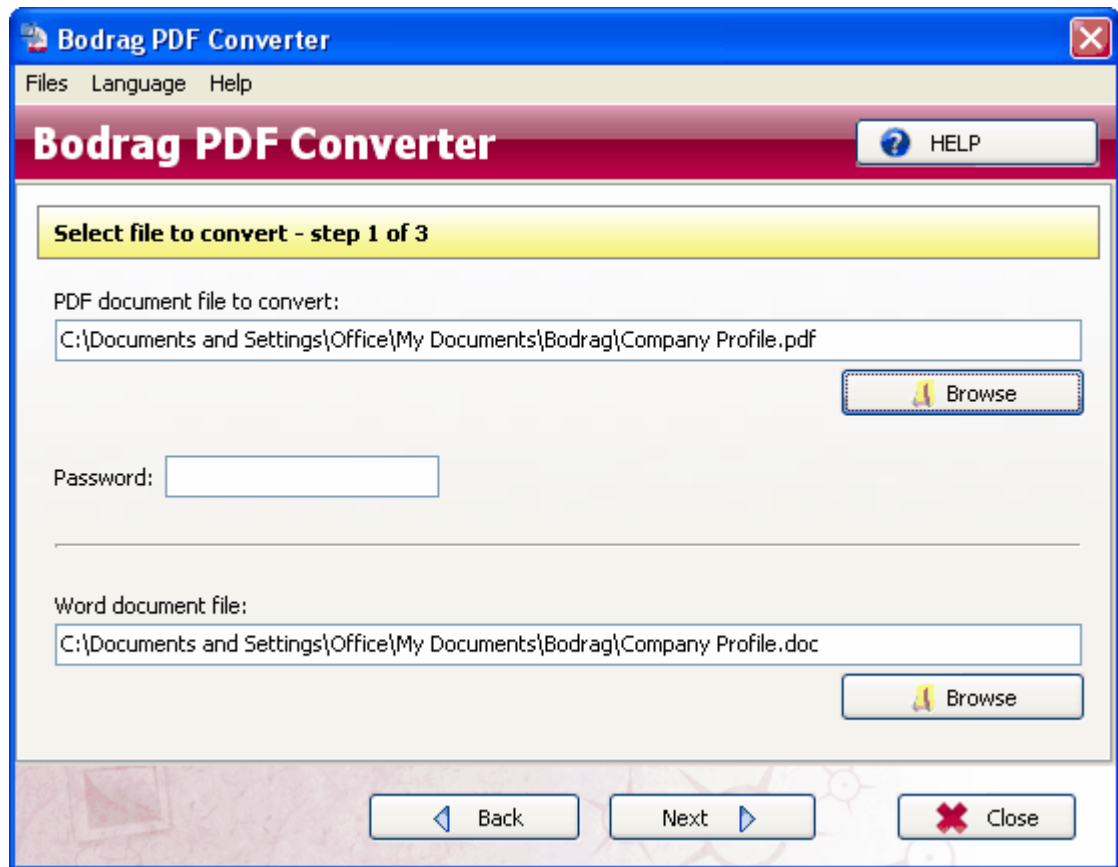 Bodrag PDF Converter
Files Language Help
Bodrag PDF Converter
HELP
Select file to convert - step 1 of 3
PDF document file to convert:
C:\Documents and Settings\Office\My Documents\Bodrag\Company Profile.pdf
Browse
Password:
Word document file:
C:\Documents and Settings\Office\My Documents\Bodrag\Company Profile.doc
Browse
Back Next Close